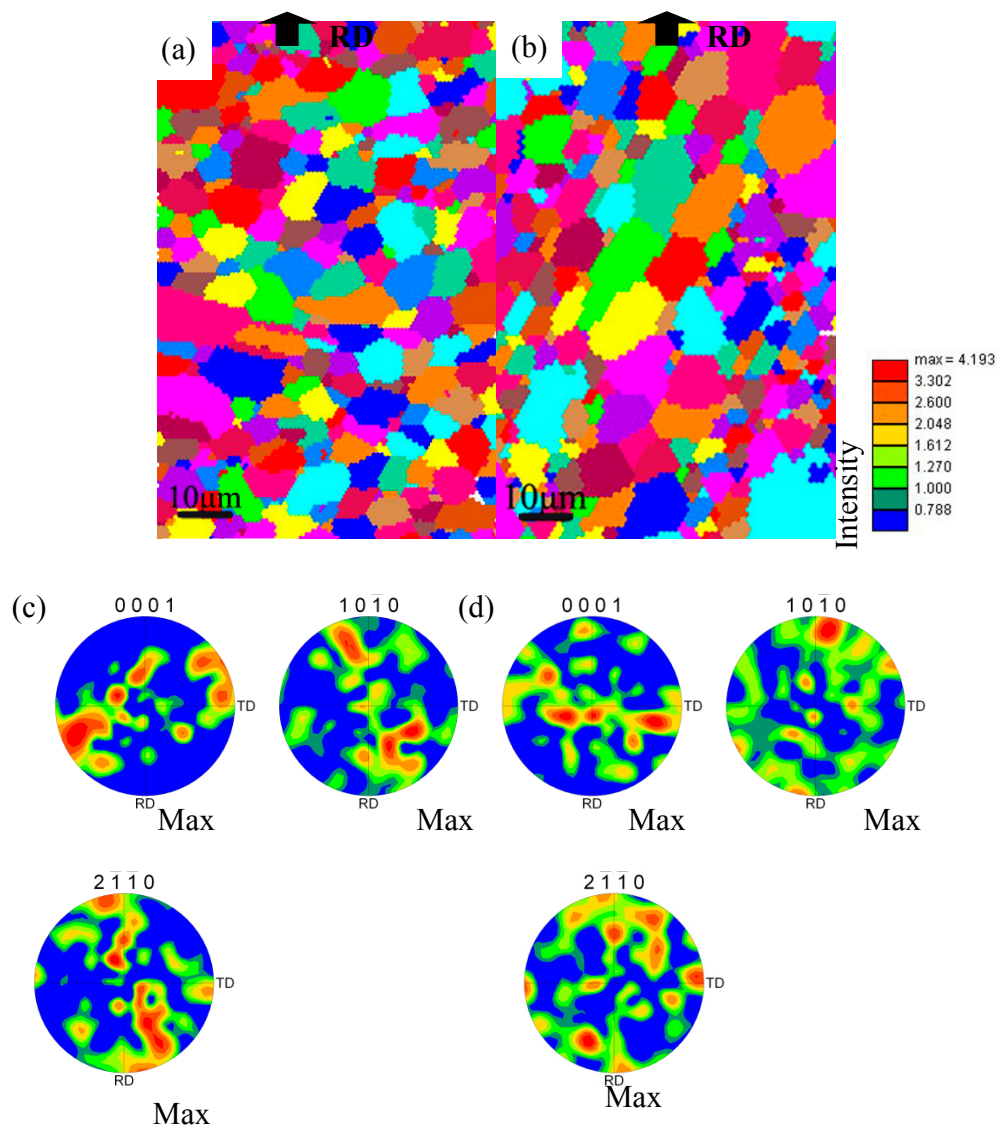 (a)
RD
(b)
RD
10μm
10μm
Intensity
max = 4.193
3.302
2.600
2.048
1.612
1.270
1.000
0.788
(c)
0 0 0 1
1 0 1̅ 0
(d)
0 0 0 1
1 0 1̅ 0
TD
TD
TD
TD
RD
RD
RD
RD
Max
Max
Max
Max
2 1̅ 1̅ 0
2 1̅ 1̅ 0
TD
TD
RD
RD
Max
Max